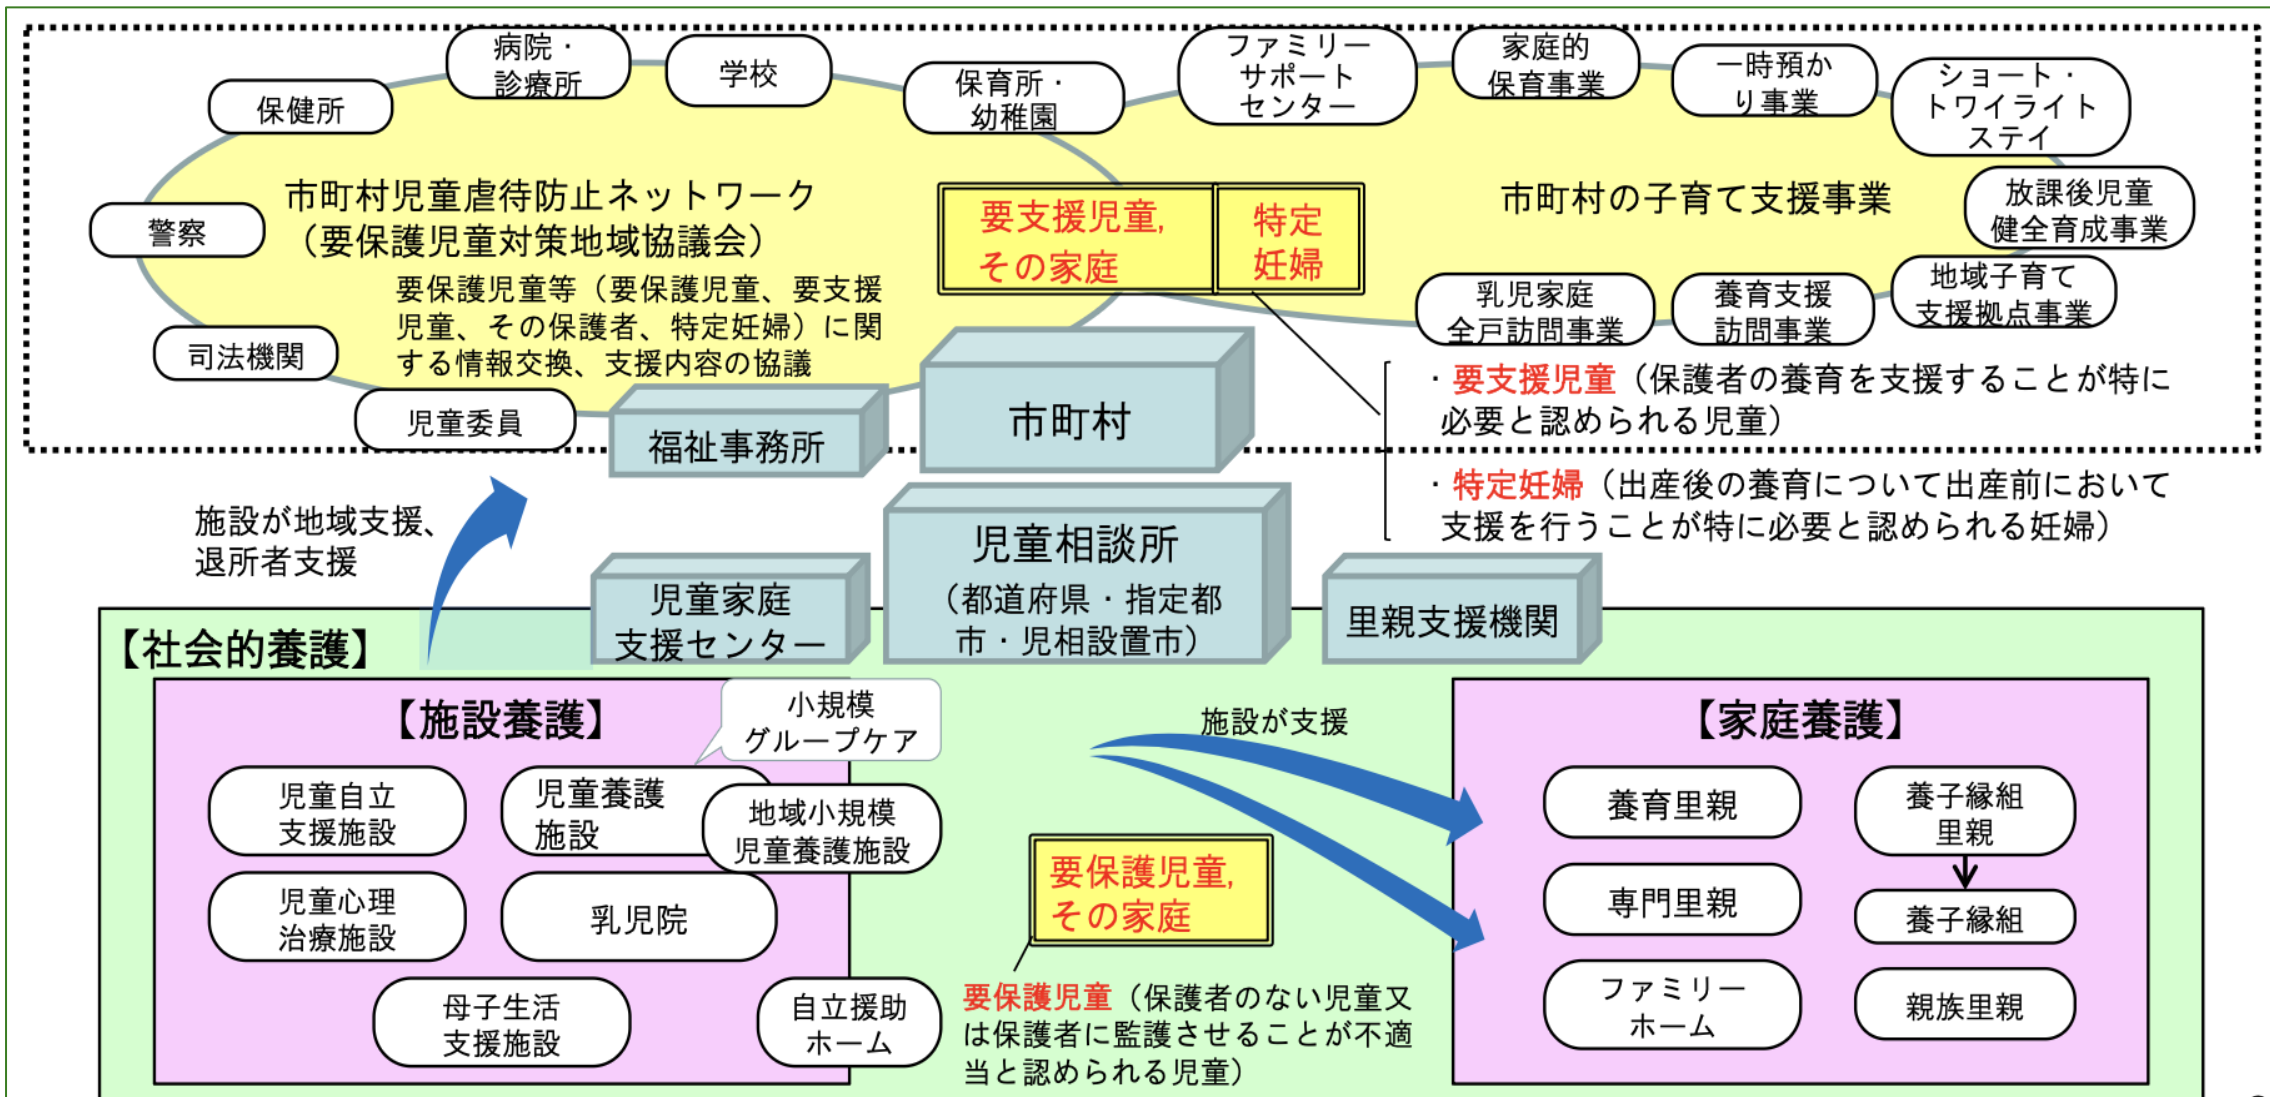 病院・
診療所
学校
保健所
保育所・
幼稚園
ファミリー
サポート
センター
家庭的
保育事業
一時預か
り事業
ショート・
トワイライト
ステイ
放課後児童
健全育成事業
地域子育て
支援拠点事業
養育支援
訪問事業
乳児家庭
全戸訪問事業
警察
司法機関
児童委員
市町村児童虐待防止ネットワーク
（要保護児童対策地域協議会）
要保護児童等（要保護児童、要支援
児童、その保護者、特定妊婦）に関
する情報交換、支援内容の協議
要支援児童,
その家庭
特定
妊婦
市町村の子育て支援事業
福祉事務所
市町村
・要支援児童（保護者の養育を支援することが特に
必要と認められる児童）
・特定妊婦（出産後の養育について出産前において
支援を行うことが特に必要と認められる妊婦）
施設が地域支援、
退所者支援
児童家庭
支援センター
児童相談所
（都道府県・指定都
市・児相設置市）
里親支援機関
【社会的養護】
【施設養護】
小規模
グループケア
児童自立
支援施設
児童養護
施設
地域小規模
児童養護施設
児童心理
治療施設
乳児院
母子生活
支援施設
自立援助
ホーム
施設が支援
要保護児童,
その家庭
要保護児童（保護者のない児童又
は保護者に監護させることが不適
当と認められる児童）
【家庭養護】
養育里親
養子縁組
里親
専門里親
養子縁組
ファミリー
ホーム
親族里親